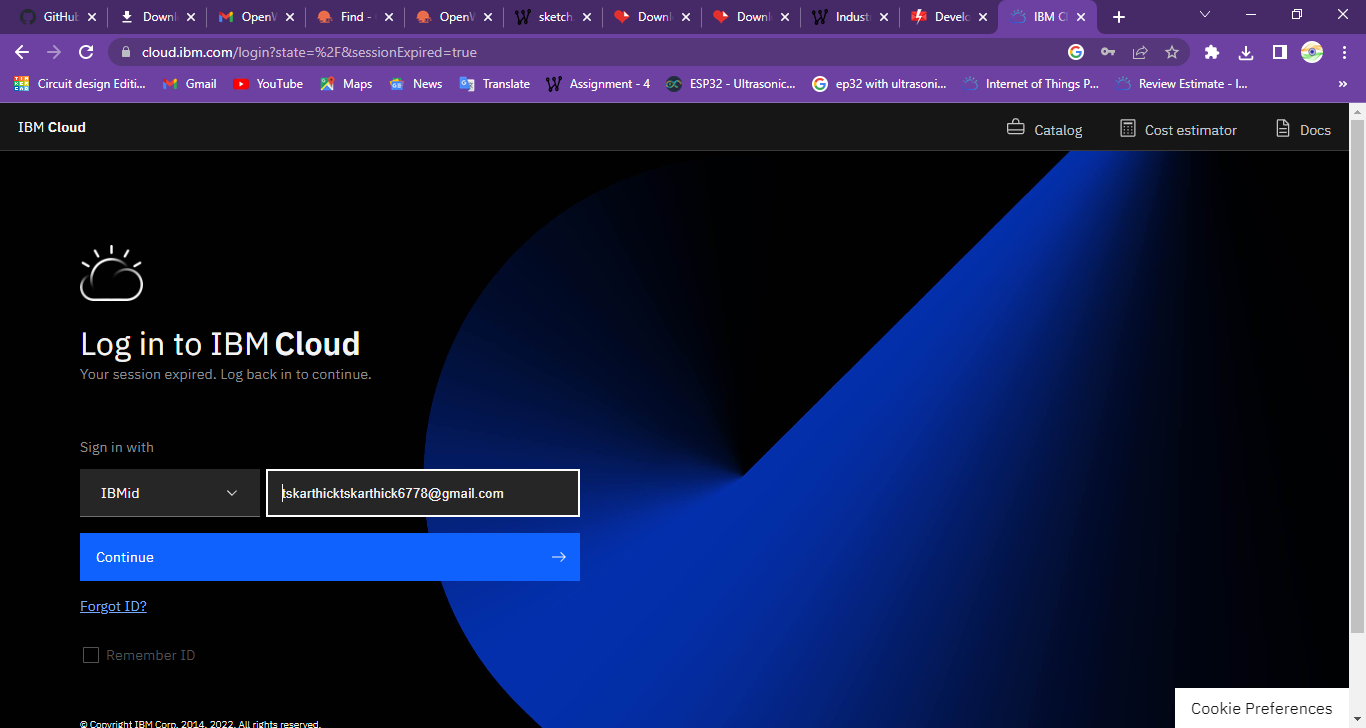 GitHub Downl OpenW Find - OpenW sketch. Downl Downl Indust Develo IBM Cl
cloud.ibm.com/login?state=%2F&sessionExpired=true
Circuit design Editi... Gmail YouTube Maps News Translate Assignment - 4 ESP32 - Ultrasonic... ep32 with ultrasoni... Internet of Things P... Review Estimate - I... »
IBM Cloud Catalog Cost estimator Docs
Log in to IBM Cloud
Your session expired. Log back in to continue.
Sign in with
IBMid tskarthicktskarthick6778@gmail.com
Continue
Forgot ID?
Remember ID
Cookie Preferences
© Copyright IBM Corp. 2014, 2022. All rights reserved.